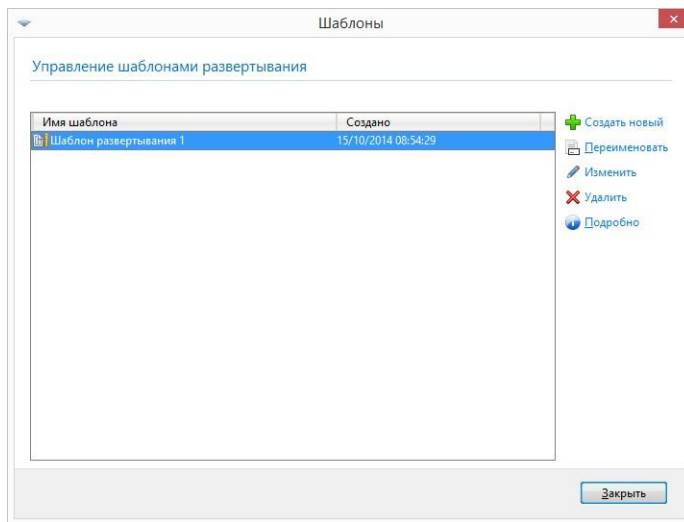 Шаблоны
Управление шаблонами развертывания
Имя шаблона Создано
Шаблон развертывания 1 15/10/2014 08:54:29
Создать новый
Переименовать
Изменить
Удалить
Подробно
Закрыть